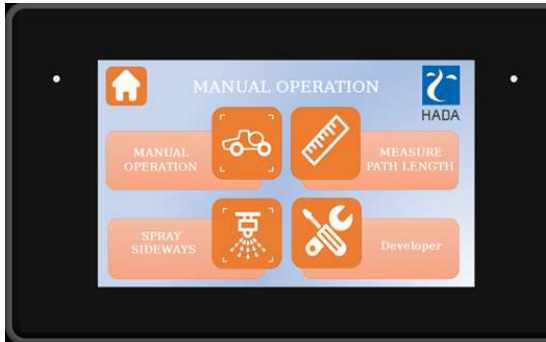 MANUAL OPERATION
HADA
MANUAL
OPERATION
MEASURE
PATH LENGTH
SPRAY
SIDEWAYS
Developer